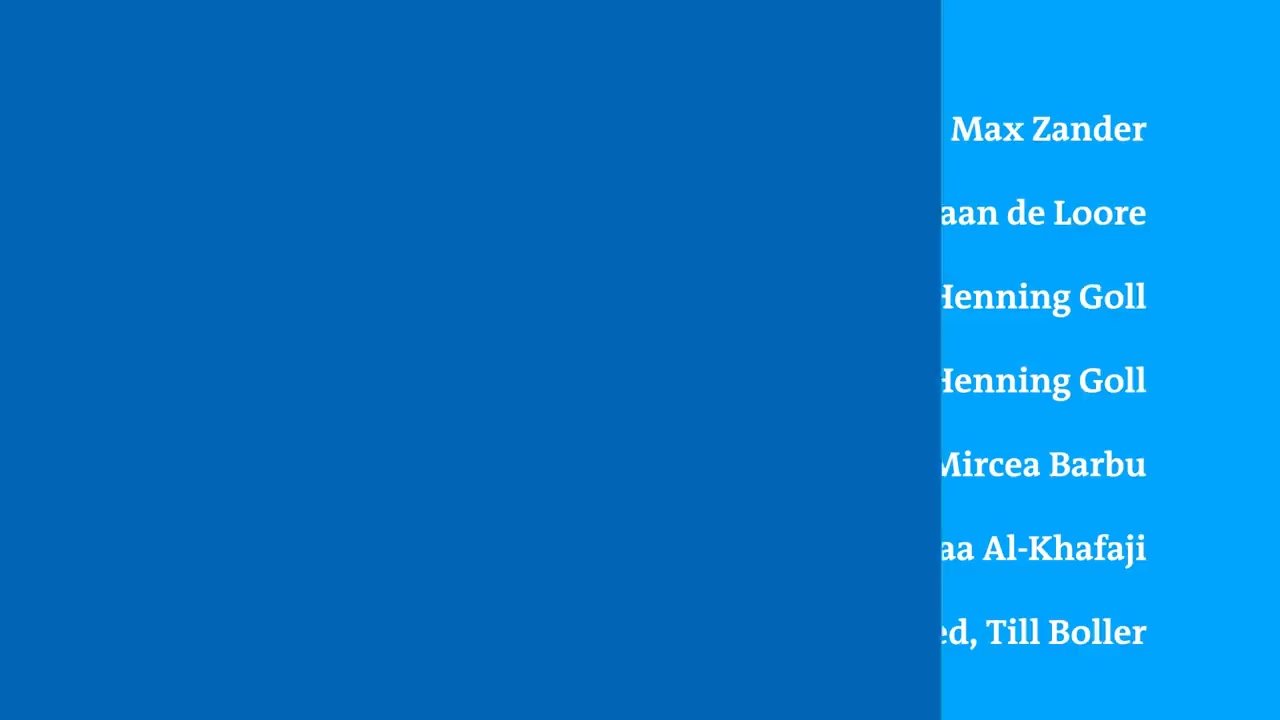 Max Zander
de Loore
Henning Goll
Henning Goll
Mircea Barbu
Al-Khafaji
Till Boller